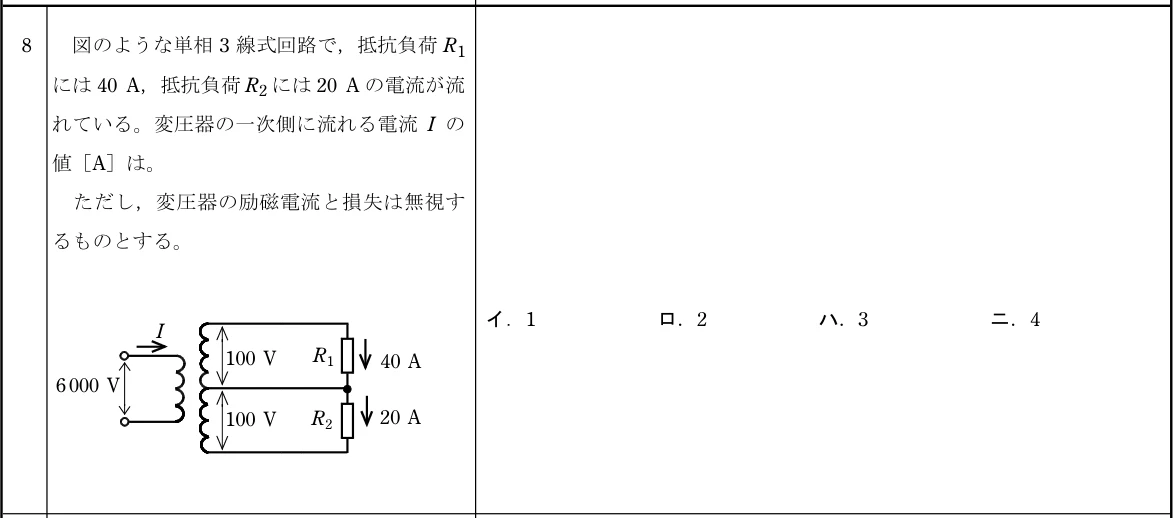 8
図のような単相 3 線式回路で，抵抗負荷 R1
には 40 A，抵抗負荷 R2 には 20 A の電流が流
れている。変圧器の一次側に流れる電流 I の
値［A］は。
ただし，変圧器の励磁電流と損失は無視す
るものとする。
イ．1 ロ．2 ハ．3 ニ．4
I
100 V R1 40 A
6000 V
100 V R2 20 A